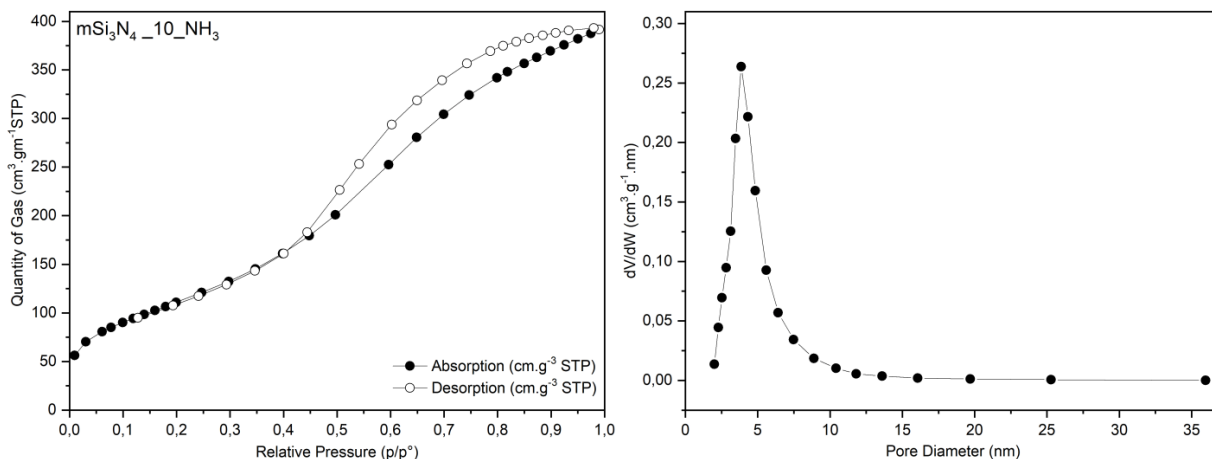 mSi₃N₄ _10_NH₃
Quantity of Gas (cm³.gm⁻¹STP)
400
350
300
250
200
150
100
50
0
0,0 0,1 0,2 0,3 0,4 0,5 0,6 0,7 0,8 0,9 1,0
Relative Pressure (p/p°)
Absorption (cm.g⁻³ STP)
Desorption (cm.g⁻³ STP)
dV/dW (cm³.g⁻¹.nm)
0,30
0,25
0,20
0,15
0,10
0,05
0,00
0 5 10 15 20 25 30 35
Pore Diameter (nm)